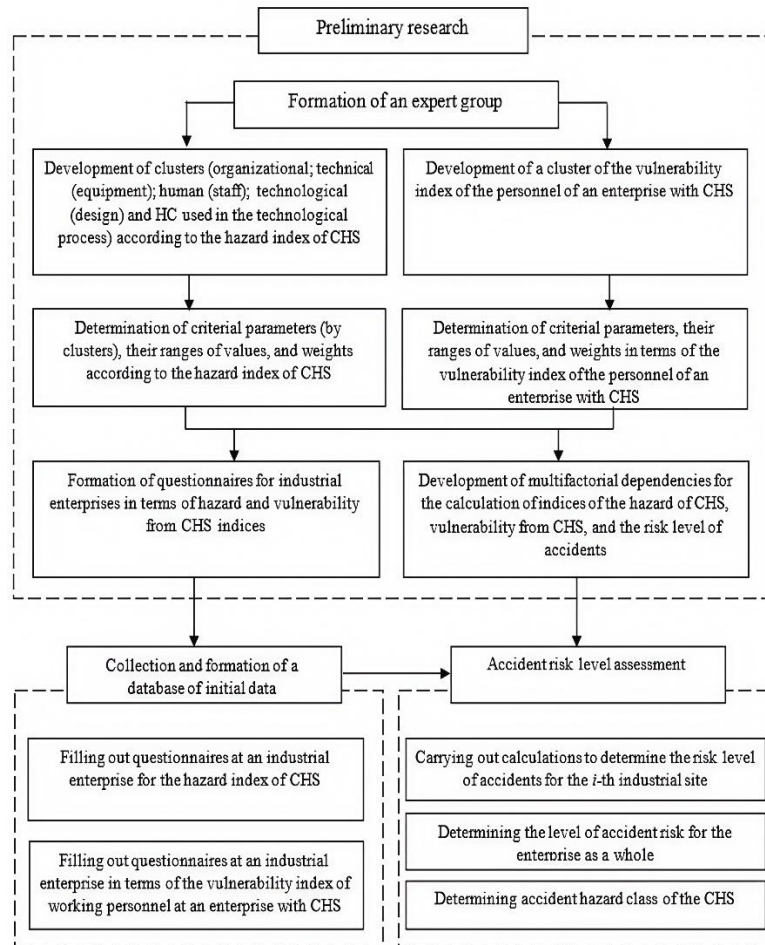 Preliminary research
Formation of an expert group
Development of clusters (organizational; technical
(equipment); human (staff); technological
(design) and HC used in the technological
process) according to the hazard index of CHS
Development of a cluster of the vulnerability
index of the personnel of an enterprise with CHS
Determination of criterial parameters (by
clusters), their ranges of values, and weights
according to the hazard index of CHS
Determination of criterial parameters, their
ranges of values, and weights in terms of the
vulnerability index of the personnel of an
enterprise with CHS
Formation of questionnaires for industrial
enterprises in terms of hazard and vulnerability
from CHS indices
Development of multifactorial dependencies for
the calculation of indices of the hazard of CHS,
vulnerability from CHS, and the risk level of
accidents
Collection and formation of a
database of initial data
Accident risk level assessment
Filling out questionnaires at an industrial
enterprise for the hazard index of CHS
Filling out questionnaires at an industrial
enterprise in terms of the vulnerability index of
working personnel at an enterprise with CHS
Carrying out calculations to determine the risk level
of accidents for the i-th industrial site
Determining the level of accident risk for the
enterprise as a whole
Determining accident hazard class of the CHS